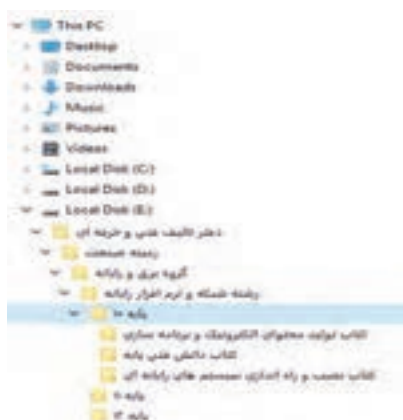 This PC
Desktop
Documents
Downloads
Music
Pictures
Videos
Local Disk (C:)
Local Disk (D:)
Local Disk (E:)
دفتر تالیف فنی و حرفه ای
زمینه صنعت
گروه برق و رایانه
رشته شبکه و نرم افزار رایانه
پایه ۱۰
کتاب تولید محتوای الکترونیک و برنامه سازی
کتاب دانش فنی پایه
کتاب نصب و راه اندازی سیستم های رایانه ای
پایه ۱۱
پایه ۱۲